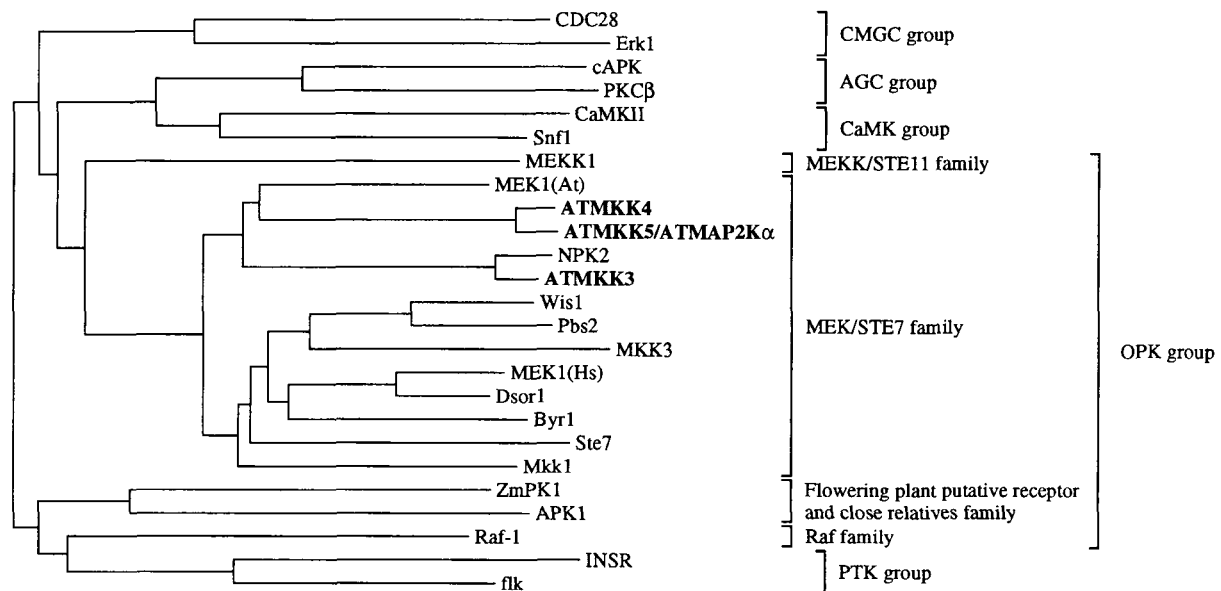 CDC28
Erk1
CMGC group
cAPK
PKCβ
AGC group
CaMKII
Snf1
CaMK group
MEKK1
MEKK/STE11 family
MEK1(At)
ATMKK4
ATMKK5/ATMAP2Kα
NPK2
ATMKK3
Wis1
Pbs2
MEK/STE7 family
MKK3
OPK group
MEK1(Hs)
Dsor1
Byr1
Ste7
Mkk1
ZmPK1
APK1
Flowering plant putative receptor
and close relatives family
Raf-1
Raf family
INSR
flk
PTK group